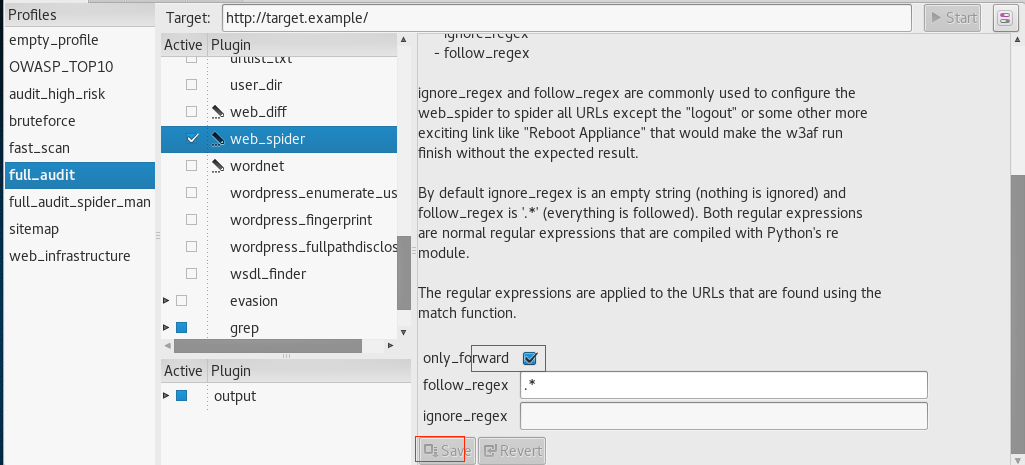 Profiles
empty_profile
OWASP_TOP10
audit_high_risk
bruteforce
fast_scan
full_audit
full_audit_spider_man
sitemap
web_infrastructure
Target: http://target.example/ Start
Active Plugin
urllist_txt
user_dir
web_diff
web_spider
wordnet
wordpress_enumerate_us
wordpress_fingerprint
wordpress_fullpathdisclos
wsdl_finder
evasion
grep
Active Plugin
output
- ignore_regex
- follow_regex
ignore_regex and follow_regex are commonly used to configure the
web_spider to spider all URLs except the "logout" or some other more
exciting link like "Reboot Appliance" that would make the w3af run
finish without the expected result.
By default ignore_regex is an empty string (nothing is ignored) and
follow_regex is '.*' (everything is followed). Both regular expressions
are normal regular expressions that are compiled with Python's re
module.
The regular expressions are applied to the URLs that are found using the
match function.
only_forward
follow_regex .*
ignore_regex
Save Revert